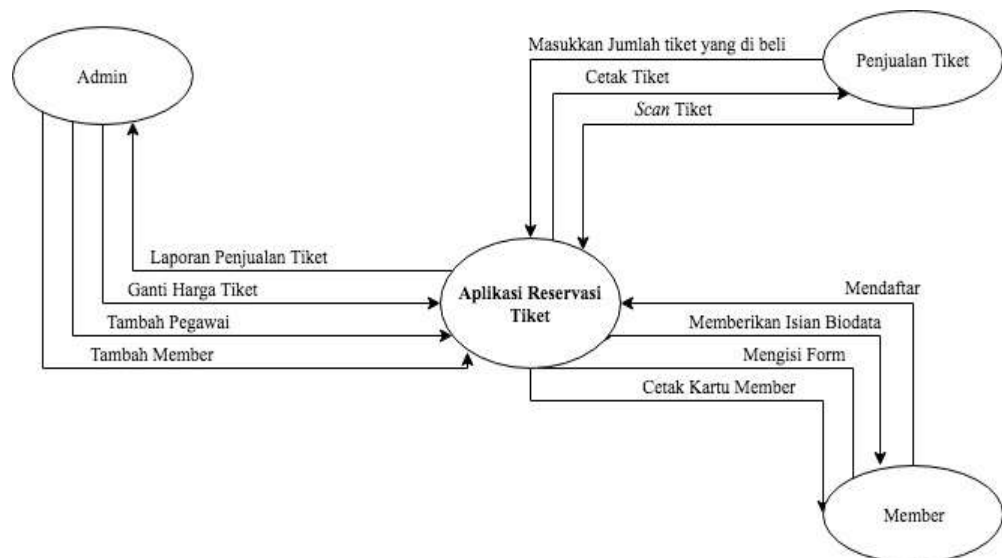 Masukkan Jumlah tiket yang di beli
Penjualan Tiket
Admin
Cetak Tiket
Scan Tiket
Laporan Penjualan Tiket
Ganti Harga Tiket
Tambah Pegawai
Tambah Member
Aplikasi Reservasi
Tiket
Mendaftar
Memberikan Isian Biodata
Mengisi Form
Cetak Kartu Member
Member